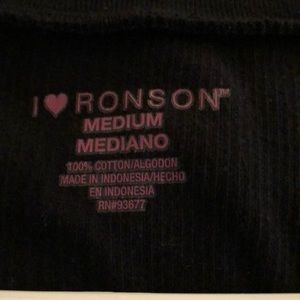 I ♥ RONSON™
MEDIUM
MEDIANO
100% COTTON/ALGODON
MADE IN INDONESIA/HECHO
EN INDONESIA
RN#93677